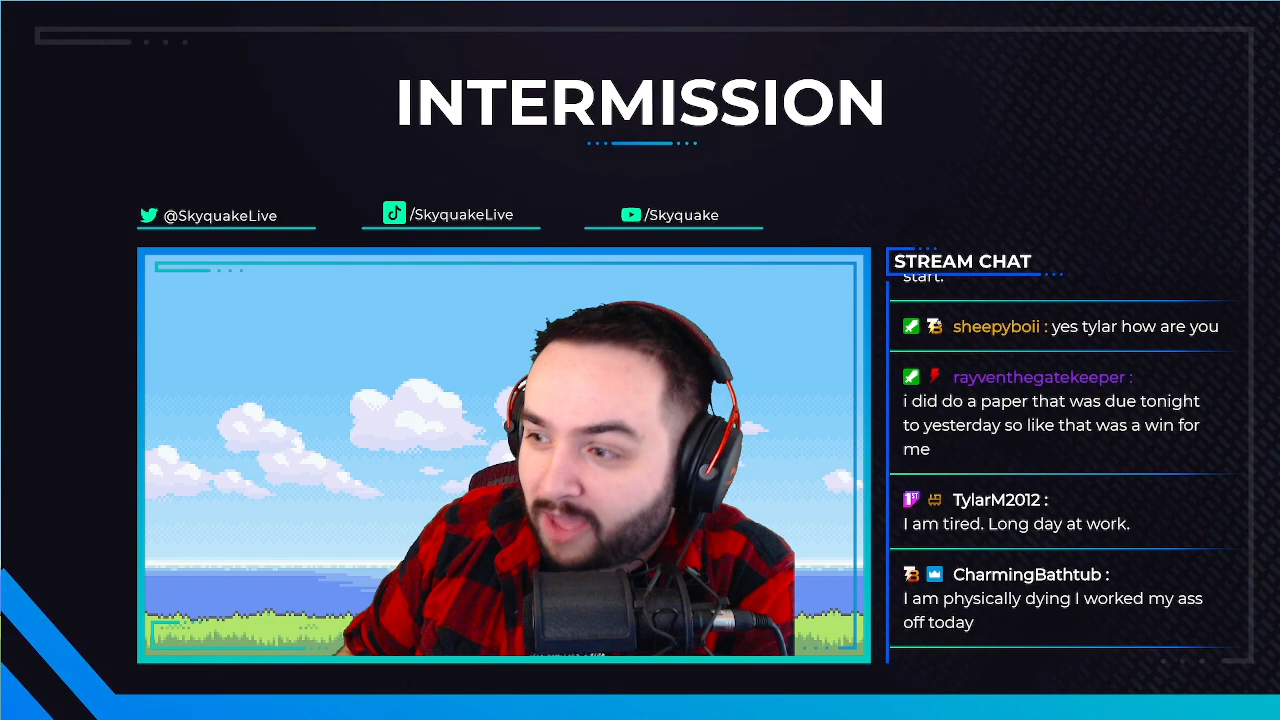 INTERMISSION
@SkyquakeLive
/SkyquakeLive
/Skyquake
STREAM CHAT
start.
sheepyboii : yes tylar how are you
rayventhegatekeeper :
i did do a paper that was due tonight
to yesterday so like that was a win for
me
1ST TylarM2012 :
I am tired. Long day at work.
CharmingBathtub :
I am physically dying I worked my ass
off today